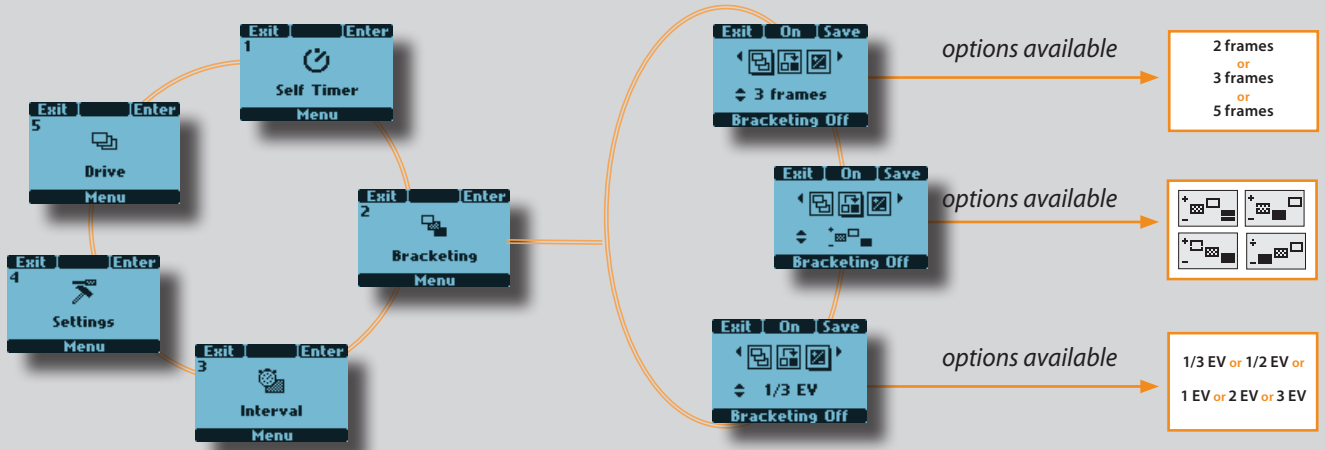 Exit Enter
1
Self Timer
Menu
Exit Enter
5
Drive
Menu
Exit Enter
2
Bracketing
Menu
Exit Enter
4
Settings
Menu
Exit Enter
3
Interval
Menu
Exit On Save
3 frames
Bracketing Off
options available
2 frames
or
3 frames
or
5 frames
Exit On Save
Bracketing Off
options available
Exit On Save
1/3 EV
Bracketing Off
options available
1/3 EV or 1/2 EV or
1 EV or 2 EV or 3 EV